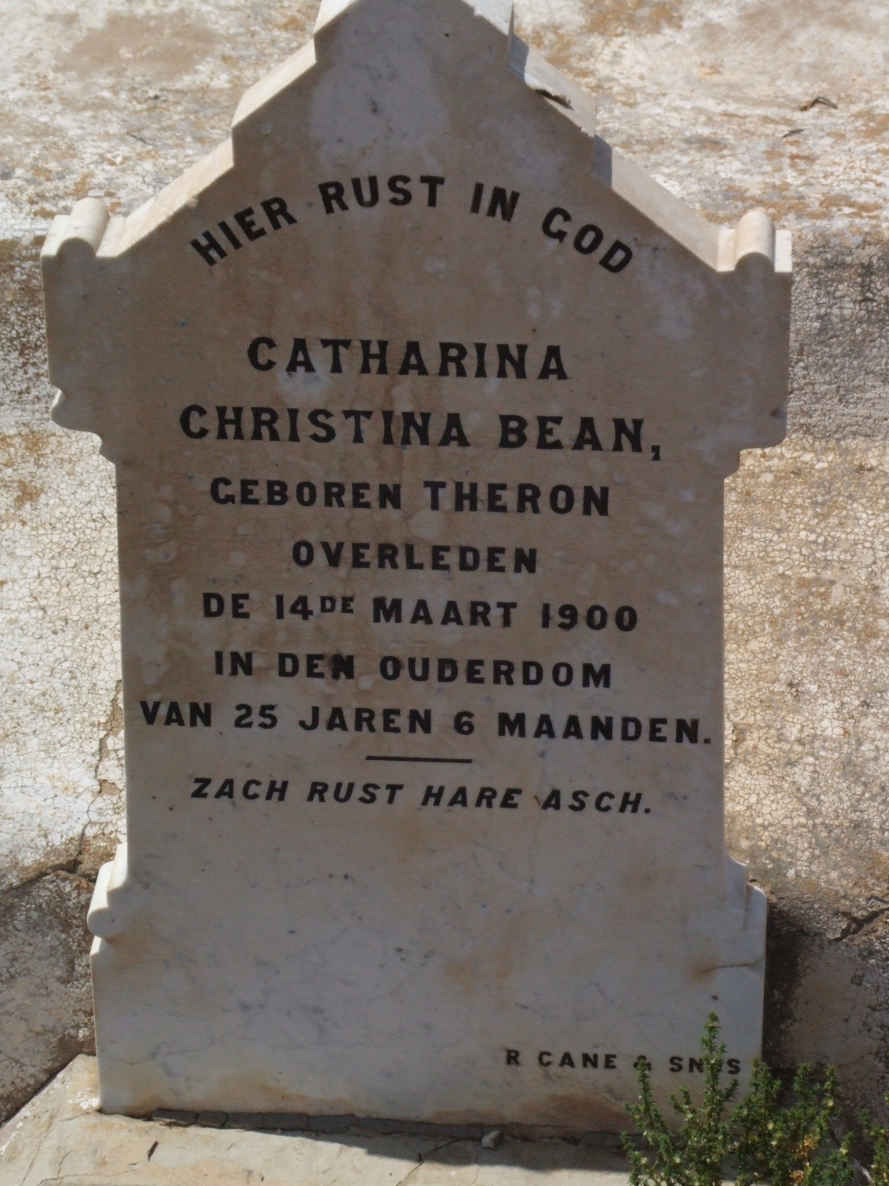 HIER RUST IN GOD
CATHARINA
CHRISTINA BEAN,
GEBOREN THERON
OVERLEDEN
DE 14DE MAART 1900
IN DEN OUDERDOM
VAN 25 JAREN 6 MAANDEN.
ZACH RUST HARE ASCH.
R CANE & SNS